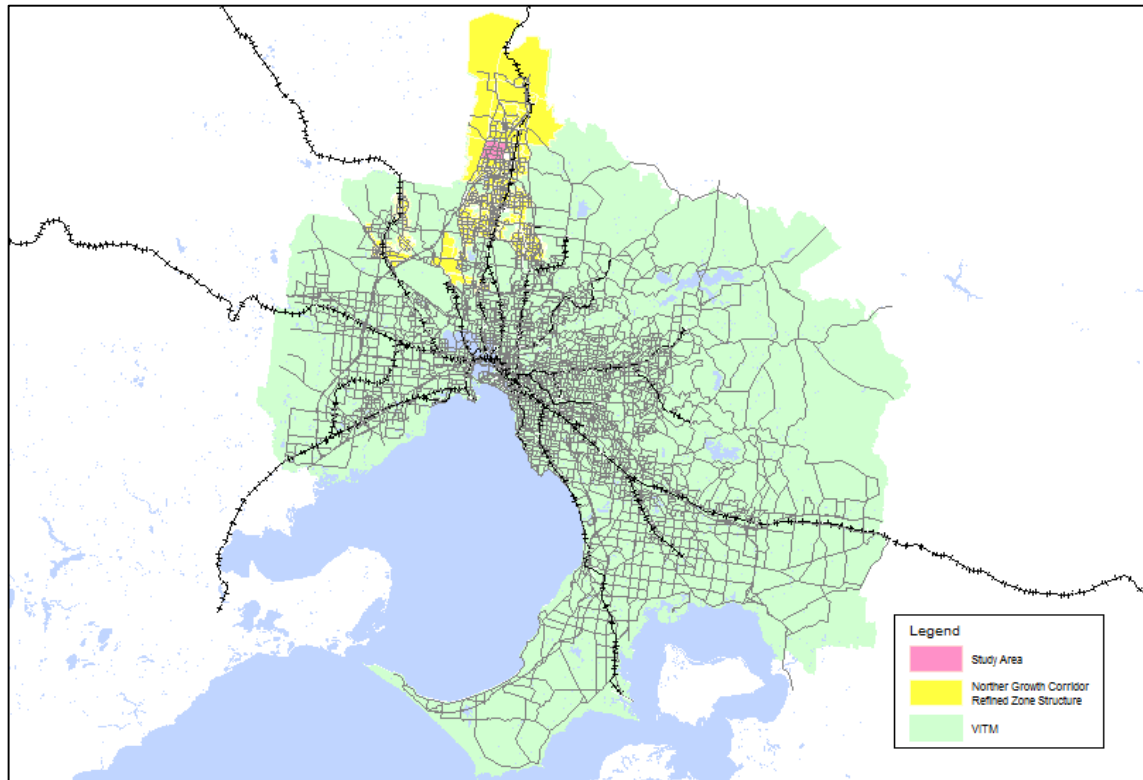 Legend
Study Area
Norther Growth Corridor
Refined Zone Structure
VITM